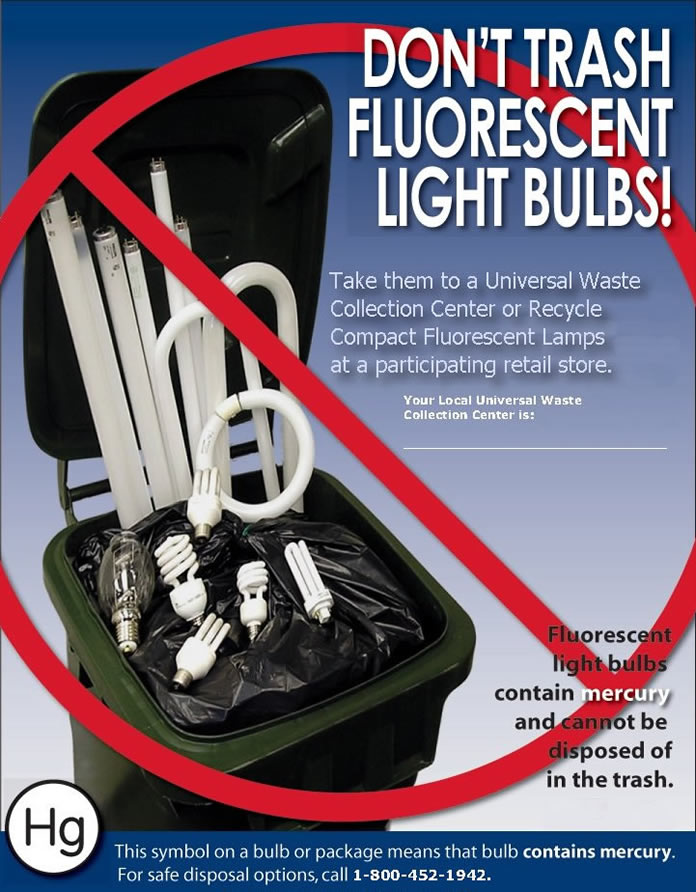 DON'T TRASH
FLUORESCENT
LIGHT BULBS!
Take them to a Universal Waste
Collection Center or Recycle
Compact Fluorescent Lamps
at a participating retail store.
Your Local Universal Waste
Collection Center is:
Fluorescent
light bulbs
contain mercury
and cannot be
disposed of
in the trash.
Hg
This symbol on a bulb or package means that bulb contains mercury.
For safe disposal options, call 1-800-452-1942.